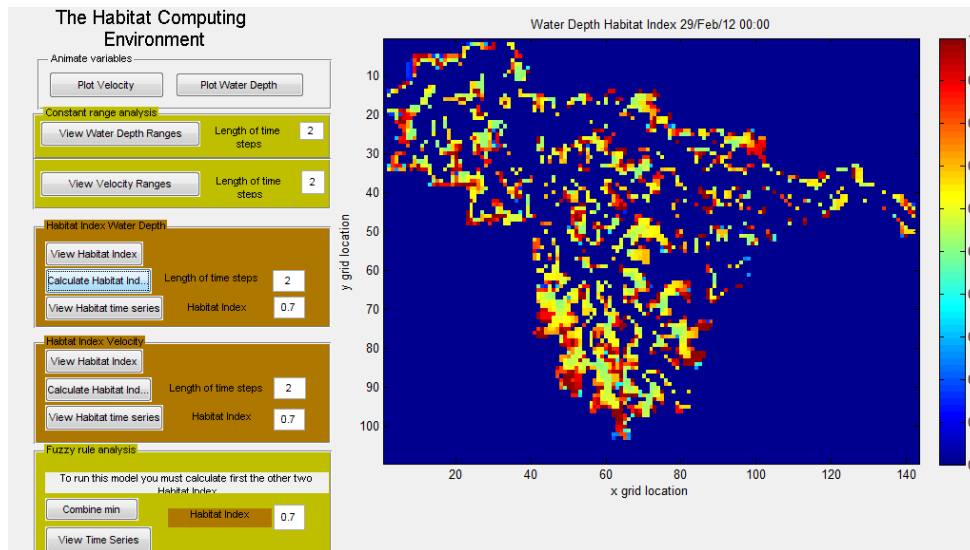 The Habitat Computing
Environment
Animate variables
Plot Velocity
Plot Water Depth
Constant range analysis
View Water Depth Ranges
Length of time
steps
2
View Velocity Ranges
Length of time
steps
2
Habitat Index Water Depth
View Habitat Index
Calculate Habitat Ind...
Length of time steps
2
View Habitat time series
Habitat Index
0.7
Habitat Index Velocity
View Habitat Index
Calculate Habitat Ind...
Length of time steps
2
View Habitat time series
Habitat Index
0.7
Fuzzy rule analysis
To run this model you must calculate first the other two
Habitat Index
Combine min
Habitat Index
0.7
View Time Series
Water Depth Habitat Index 29/Feb/12 00:00
y grid location
10
20
30
40
50
60
70
80
90
100
20
40
60
80
100
120
140
x grid location